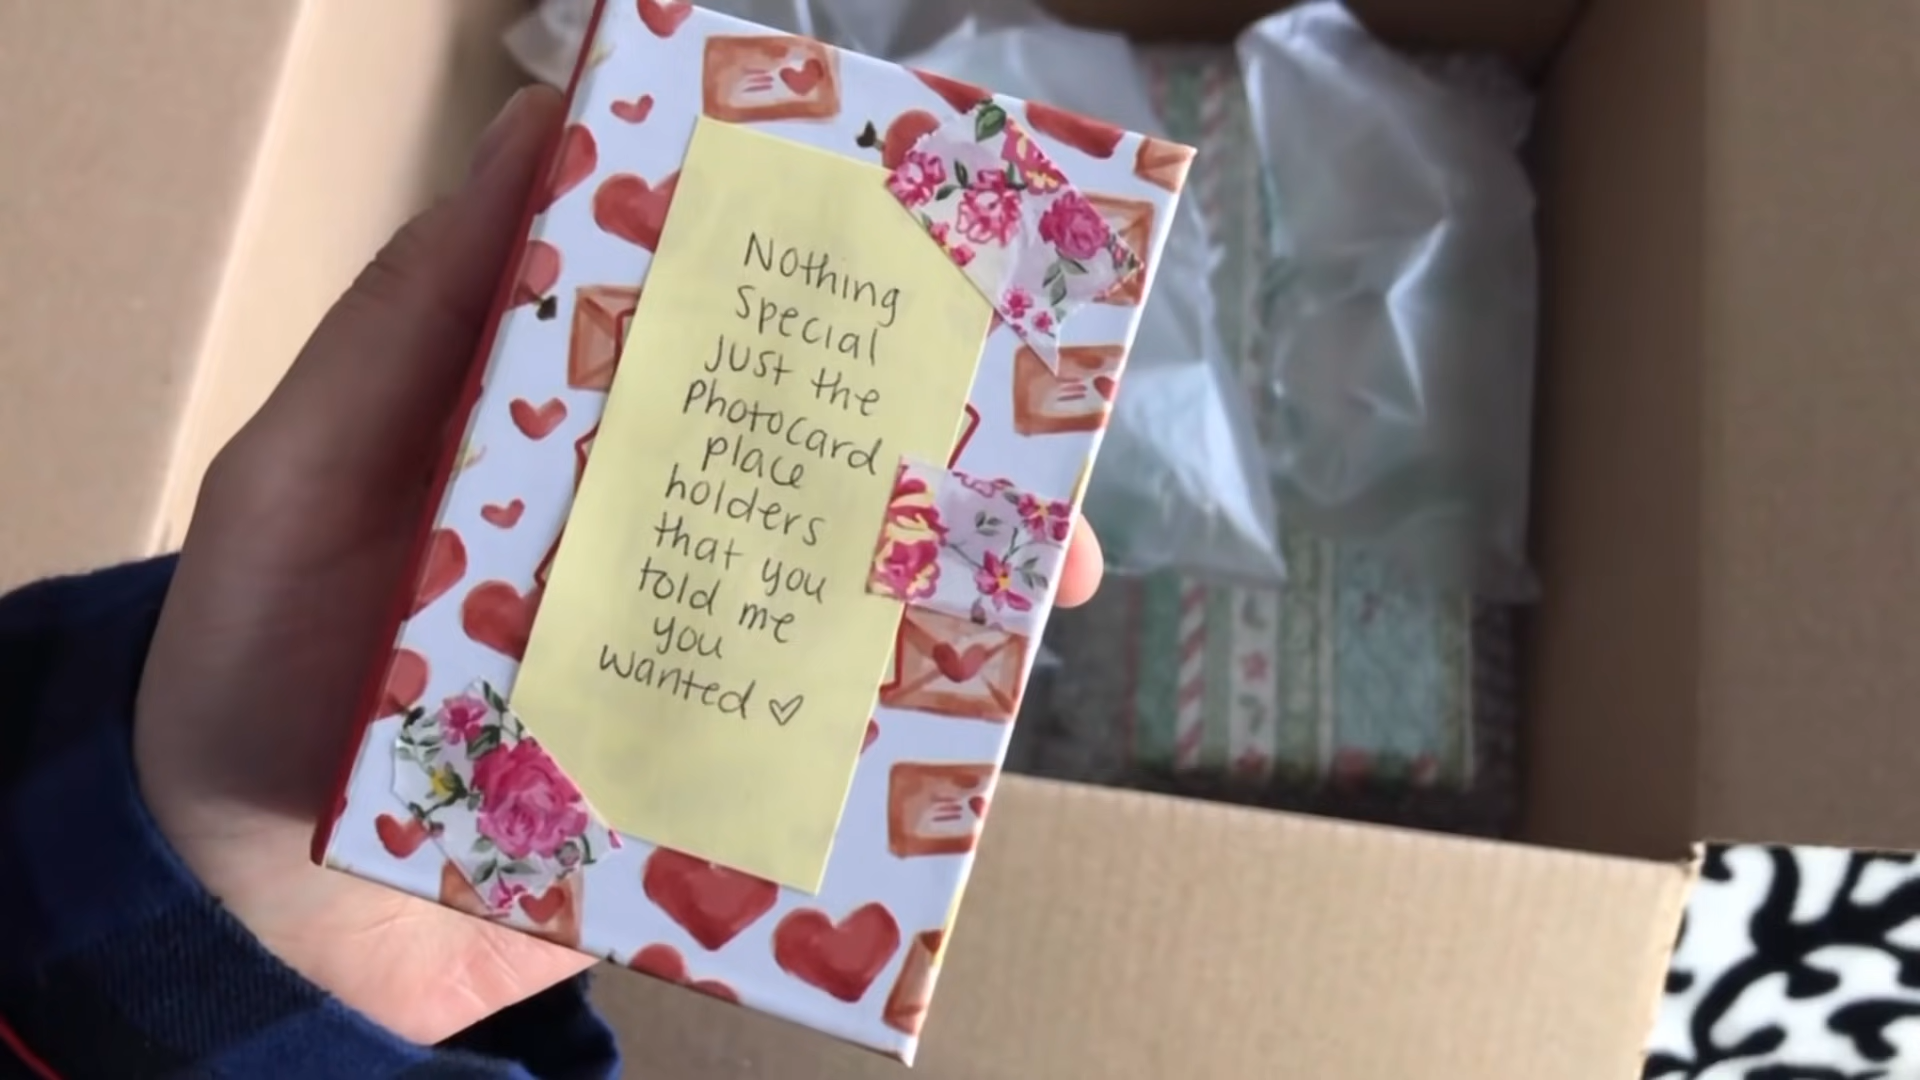 Nothing
special
just the
photocard
place
holders
that you
told me
you
wanted ♡